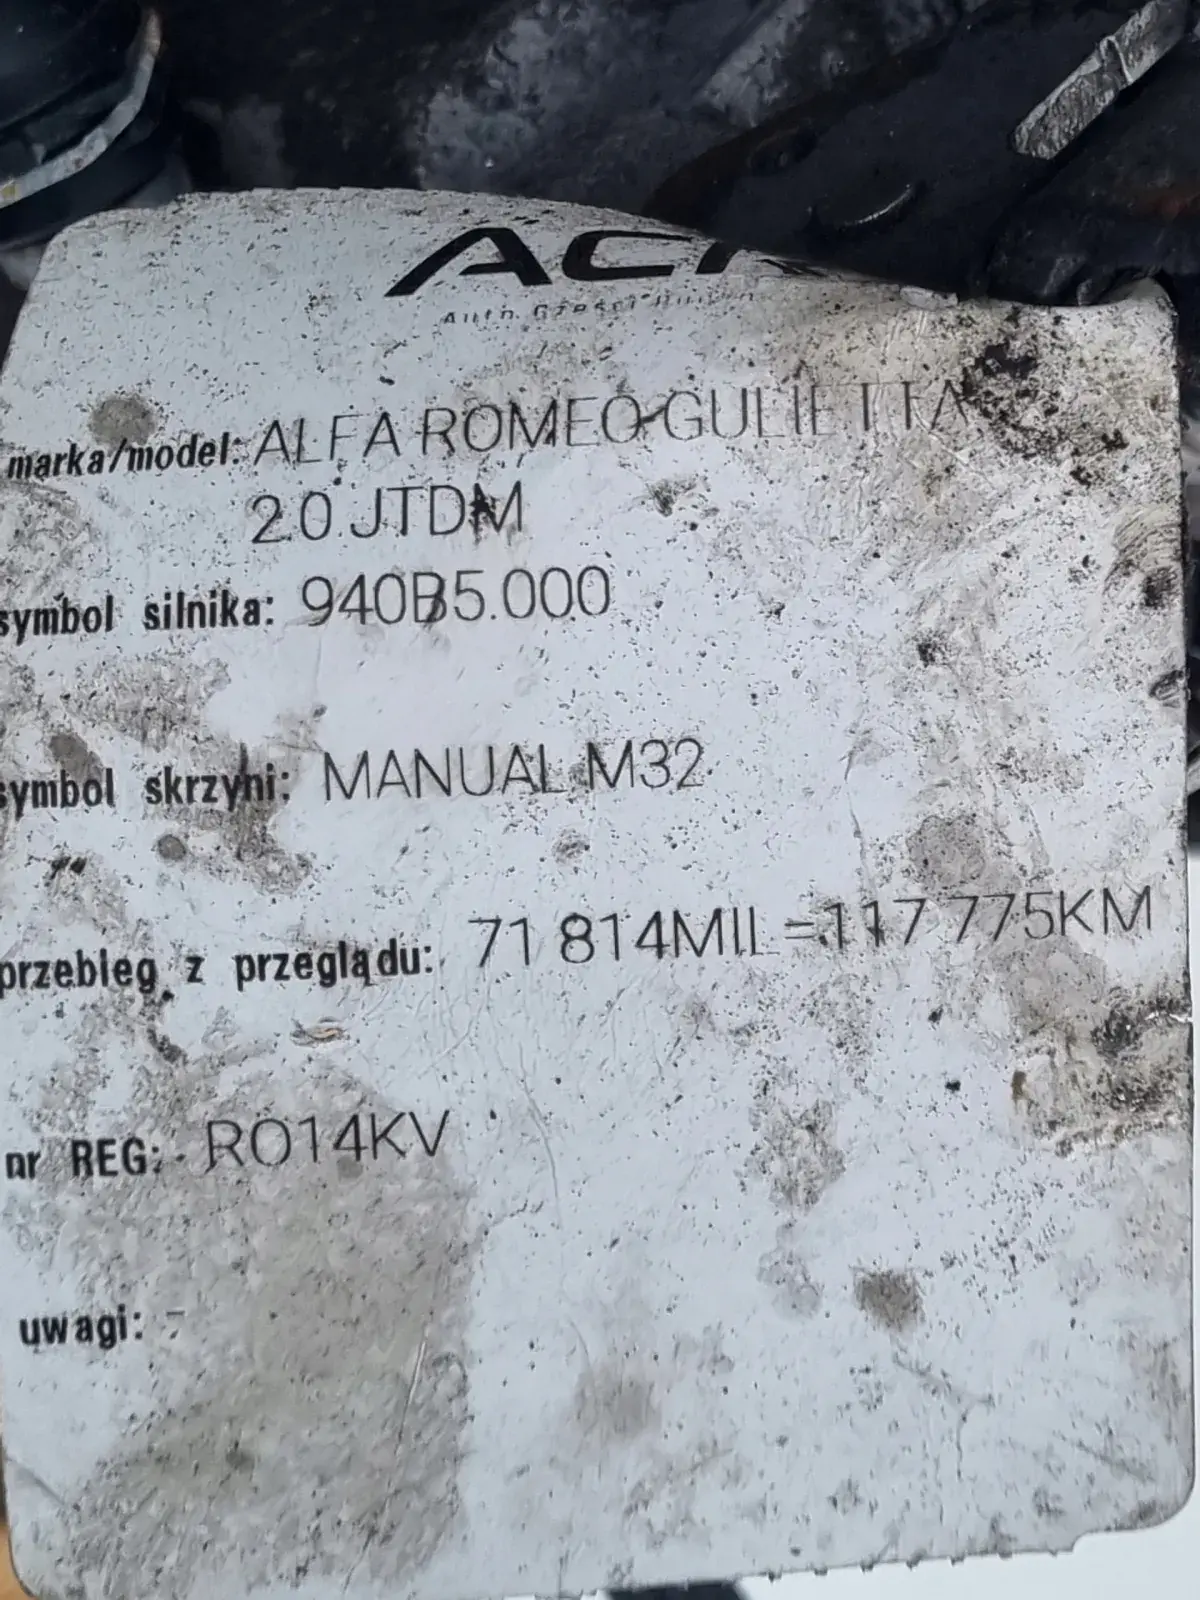 marka/model: ALFA ROMEO GULIETTA
2.0 JTDM
symbol silnika: 940B5.000
symbol skrzyni: MANUAL M32
przebieg z przeglądu: 71 814MIL = 117 775KM
nr REG: RO14KV
uwagi: -